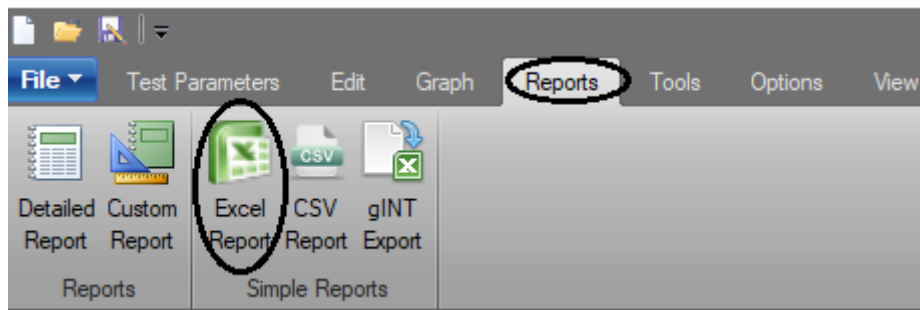 File Test Parameters Edit Graph Reports Tools Options View
CSV
Detailed Custom Excel CSV gINT
Report Report Report Report Export
Reports Simple Reports